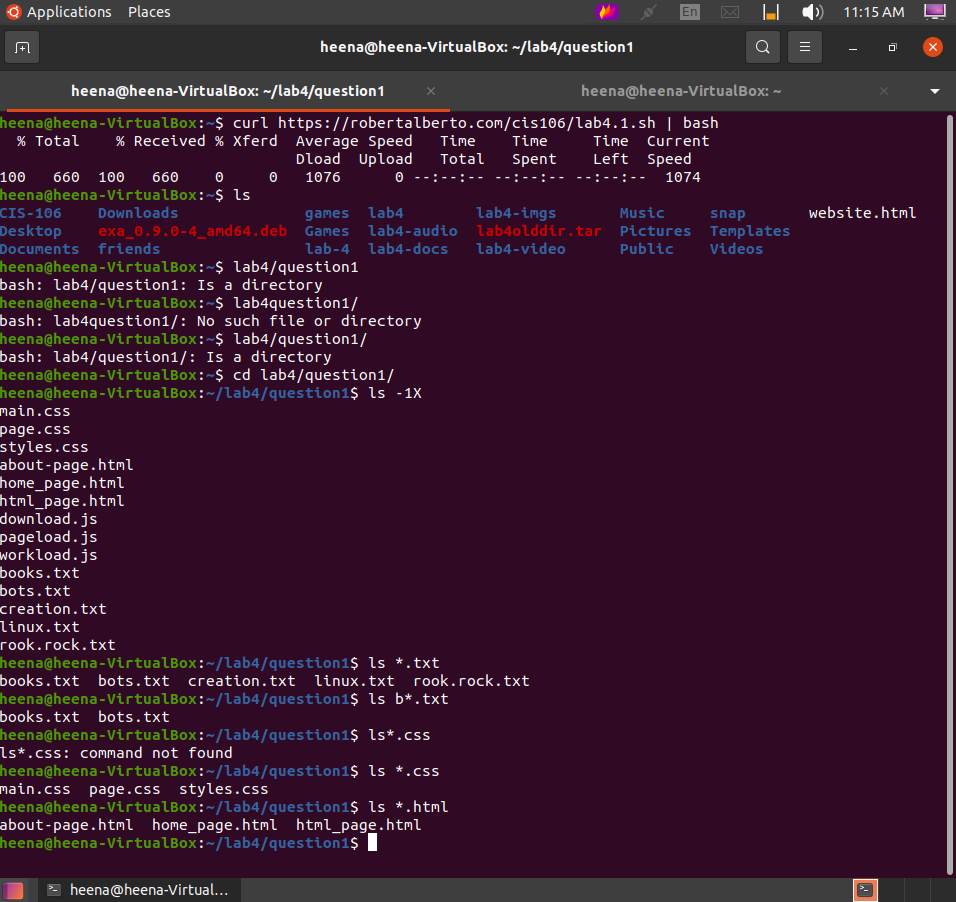 Applications Places En 11:15 AM
heena@heena-VirtualBox: ~/lab4/question1
heena@heena-VirtualBox: ~/lab4/question1 heena@heena-VirtualBox: ~
heena@heena-VirtualBox:~$ curl https://robertalberto.com/cis106/lab4.1.sh | bash
  % Total    % Received % Xferd  Average Speed   Time    Time     Time  Current
                                 Dload  Upload   Total   Spent    Left  Speed
100   660  100   660    0     0   1076      0 --:--:-- --:--:-- --:--:--  1074
heena@heena-VirtualBox:~$ ls
CIS-106    Downloads              games  lab4        lab4-imgs       Music     snap       website.html
Desktop    exa_0.9.0-4_amd64.deb  Games  lab4-audio  lab4olddir.tar  Pictures  Templates
Documents  friends                lab-4  lab4-docs   lab4-video      Public    Videos
heena@heena-VirtualBox:~$ lab4/question1
bash: lab4/question1: Is a directory
heena@heena-VirtualBox:~$ lab4question1/
bash: lab4question1/: No such file or directory
heena@heena-VirtualBox:~$ lab4/question1/
bash: lab4/question1/: Is a directory
heena@heena-VirtualBox:~$ cd lab4/question1/
heena@heena-VirtualBox:~/lab4/question1$ ls -1X
main.css
page.css
styles.css
about-page.html
home_page.html
html_page.html
download.js
pageload.js
workload.js
books.txt
bots.txt
creation.txt
linux.txt
rook.rock.txt
heena@heena-VirtualBox:~/lab4/question1$ ls *.txt
books.txt  bots.txt  creation.txt  linux.txt  rook.rock.txt
heena@heena-VirtualBox:~/lab4/question1$ ls b*.txt
books.txt  bots.txt
heena@heena-VirtualBox:~/lab4/question1$ ls*.css
ls*.css: command not found
heena@heena-VirtualBox:~/lab4/question1$ ls *.css
main.css  page.css  styles.css
heena@heena-VirtualBox:~/lab4/question1$ ls *.html
about-page.html  home_page.html  html_page.html
heena@heena-VirtualBox:~/lab4/question1$
heena@heena-Virtual...